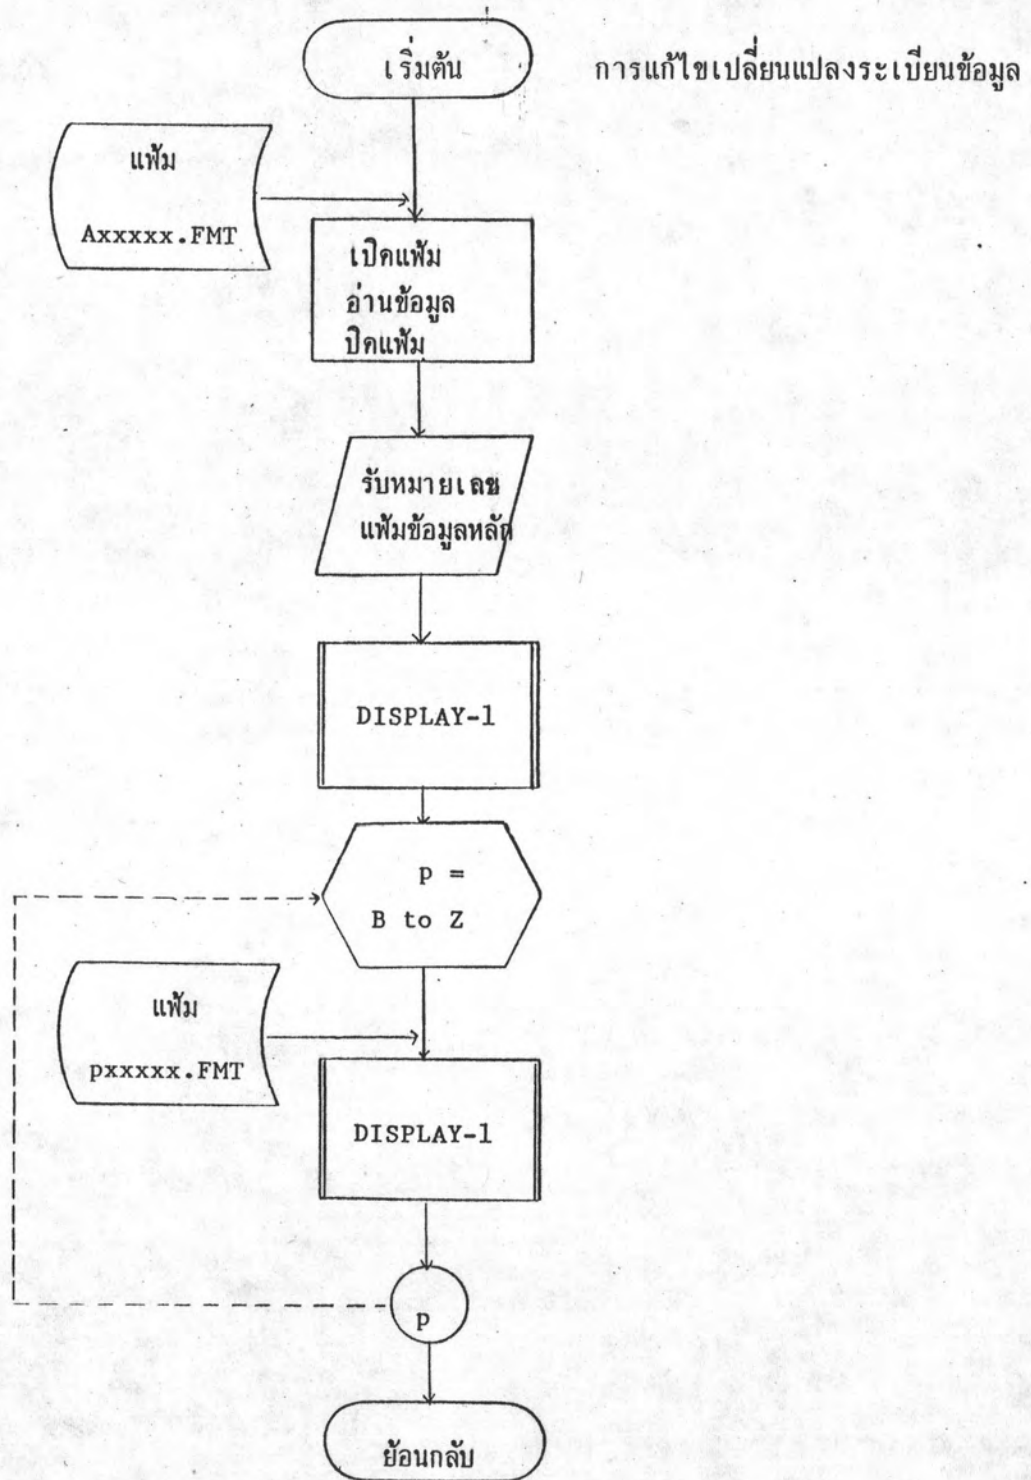 เริ่มต้น
การแก้ไขเปลี่ยนแปลงระเบียนข้อมูล
แฟ้ม
Axxxxx.FMT
เปิดแฟ้ม
อ่านข้อมูล
ปิดแฟ้ม
รับหมายเลข
แฟ้มข้อมูลหลัก
DISPLAY-1
p =
B to Z
แฟ้ม
pxxxxx.FMT
DISPLAY-1
p
ย้อนกลับ